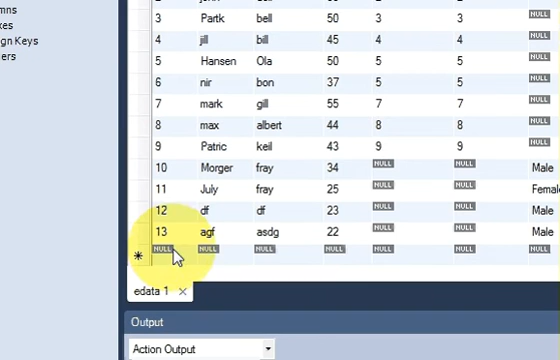 mns
xes
ign Keys
ers
3 Partk bell 50 3 3 NULL
4 jill bill 45 4 4 NULL
5 Hansen Ola 50 5 5 NULL
6 nir bon 37 5 5 NULL
7 mark gill 55 7 7 NULL
8 max albert 44 8 8 NULL
9 Patric keil 43 9 9 NULL
10 Morger fray 34 NULL NULL Male
11 July fray 25 NULL NULL Femal
12 df df 23 NULL NULL Male
13 agf asdg 22 NULL NULL Male
* NULL NULL NULL NULL NULL NULL NULL
edata 1 ×
Output
Action Output